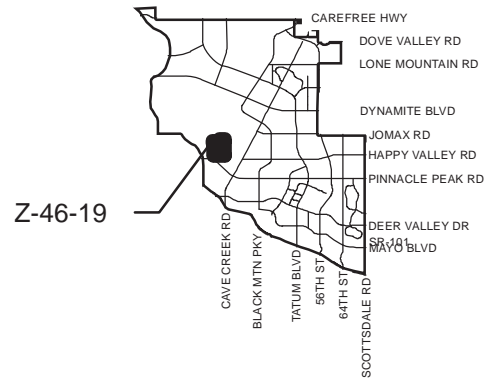 CAREFREE HWY
DOVE VALLEY RD
LONE MOUNTAIN RD
DYNAMITE BLVD
JOMAX RD
HAPPY VALLEY RD
PINNACLE PEAK RD
Z-46-19
DEER VALLEY DR
SR-101
MAYO BLVD
CAVE CREEK RD
BLACK MTN PKY
TATUM BLVD
56TH ST
64TH ST
SCOTTSDALE RD